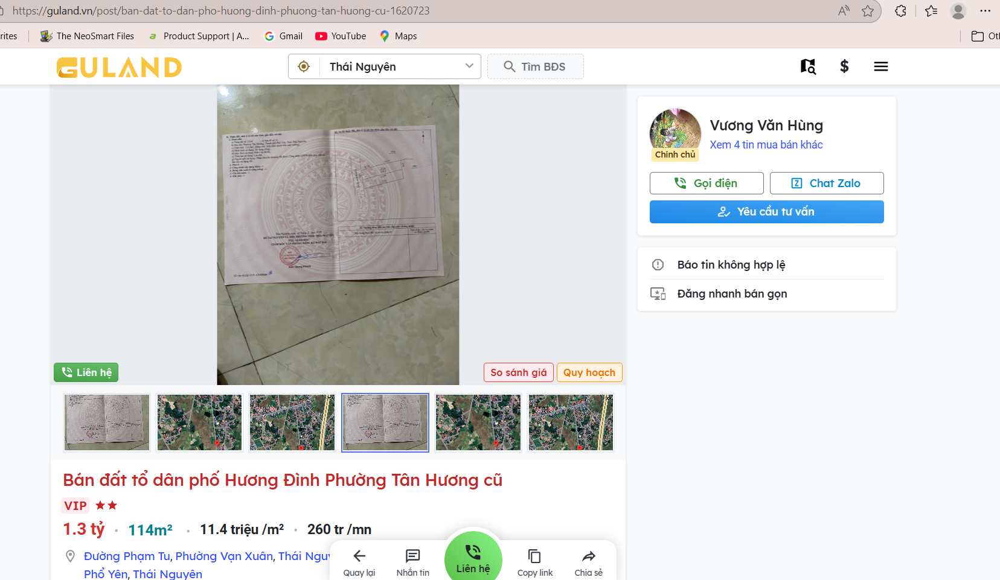 https://guland.vn/post/ban-dat-to-dan-pho-huong-dinh-phuong-tan-huong-cu-1620723
rites
The NeoSmart Files
Product Support | A...
Gmail
YouTube
Maps
Oth
GULAND
Thái Nguyên
Tìm BĐS
$
Vương Văn Hùng
Xem 4 tin mua bán khác
Chính chủ
Gọi điện
Chat Zalo
Yêu cầu tư vấn
Báo tin không hợp lệ
Đăng nhanh bán gọn
Liên hệ
So sánh giá
Quy hoạch
Bán đất tổ dân phố Hương Đình Phường Tân Hương cũ
VIP
1.3 tỷ · 114m² · 11.4 triệu /m² · 260 tr /mn
Đường Phạm Tu, Phường Vạn Xuân, Thái Nguy
Phổ Yên, Thái Nguyên
Quay lại
Nhắn tin
Liên hệ
Copy link
Chia sẻ